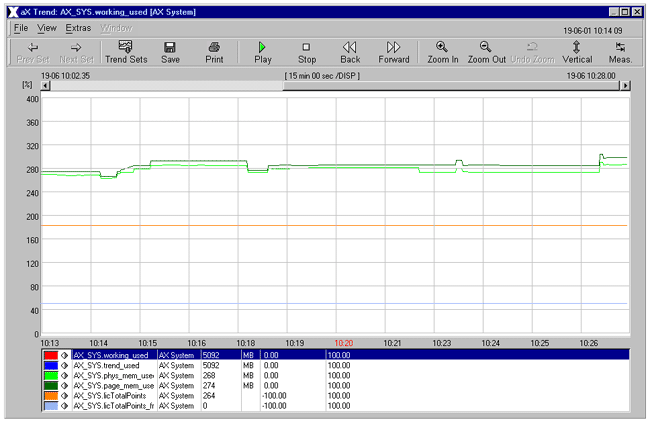 aX Trend: AX_SYS.working_used [AX System]
File View Extras Window 19-06-01 10:14 09
Prev Set Next Set Trend Sets Save Print Play Stop Back Forward Zoom In Zoom Out Undo Zoom Vertical Meas.
19-06 10:02.35 [ 15 min 00 sec /DISP ] 19-06 10:28.00
[%]
400
360
320
280
240
200
160
120
80
40
0
10:13 10:14 10:15 10:16 10:17 10:18 10:19 10:20 10:21 10:22 10:23 10:24 10:25 10:26
AX_SYS.working_used AX System 5092 MB 0.00 100.00
AX_SYS.trend_used AX System 5092 MB 0.00 100.00
AX_SYS.phys_mem_used AX System 268 MB 0.00 100.00
AX_SYS.page_mem_use AX System 274 MB 0.00 100.00
AX_SYS.licTotalPoints AX System 264 -100.00 100.00
AX_SYS.licTotalPoints_fr AX System 0 -100.00 100.00